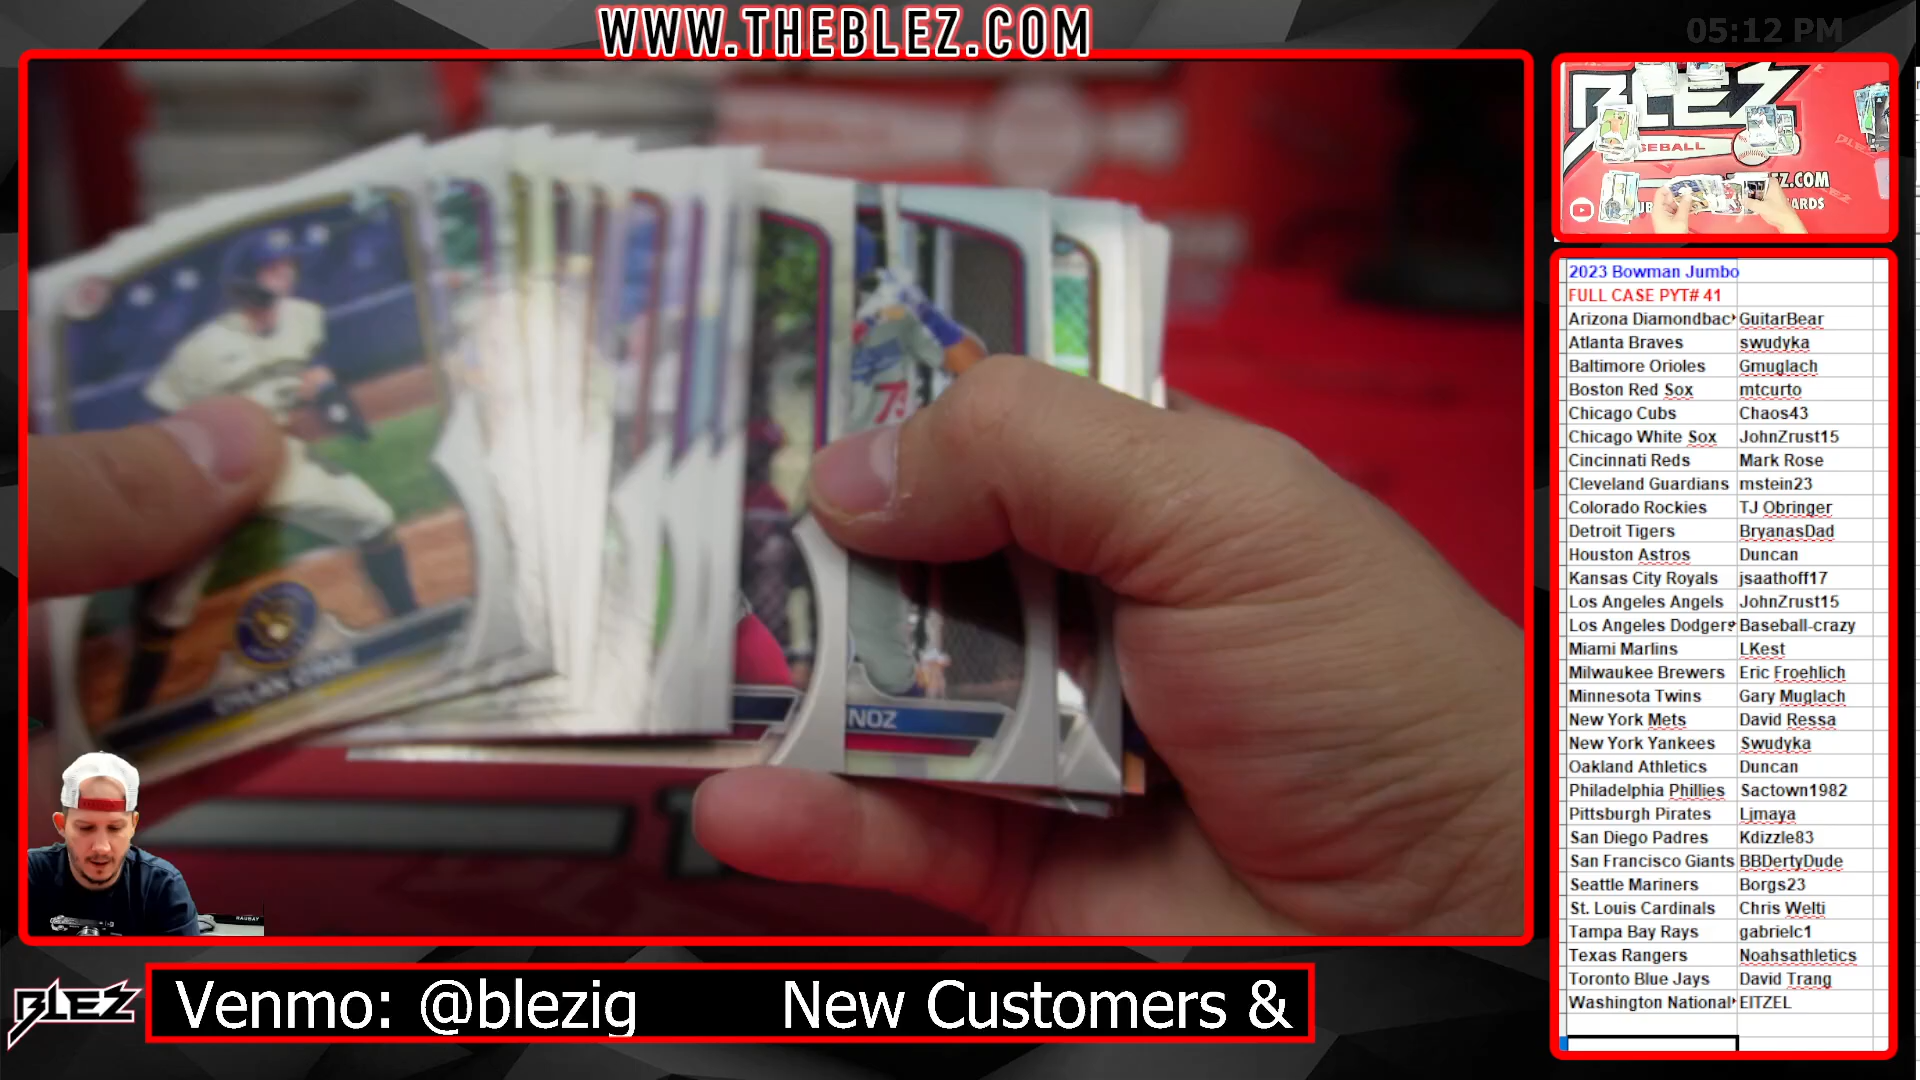 WWW.THEBLEZ.COM
05:12 PM
BLEZ
SEBALL
Z.COM
ARDS
2023 Bowman Jumbo
FULL CASE PYT# 41
Arizona Diamondbac GuitarBear
Atlanta Braves swudyka
Baltimore Orioles Gmuglach
Boston Red Sox mtcurto
Chicago Cubs Chaos43
Chicago White Sox JohnZrust15
Cincinnati Reds Mark Rose
Cleveland Guardians mstein23
Colorado Rockies TJ Obringer
Detroit Tigers BryanasDad
Houston Astros Duncan
Kansas City Royals jsaathoff17
Los Angeles Angels JohnZrust15
Los Angeles Dodgers Baseball-crazy
Miami Marlins LKest
Milwaukee Brewers Eric Froehlich
Minnesota Twins Gary Muglach
New York Mets David Ressa
New York Yankees Swudyka
Oakland Athletics Duncan
Philadelphia Phillies Sactown1982
Pittsburgh Pirates Ljmaya
San Diego Padres Kdizzle83
San Francisco Giants BBDertyDude
Seattle Mariners Borgs23
St. Louis Cardinals Chris Welti
Tampa Bay Rays gabrielc1
Texas Rangers Noahsathletics
Toronto Blue Jays David Trang
Washington National EITZEL
NOZ
BLEZ
Venmo: @blezig New Customers &